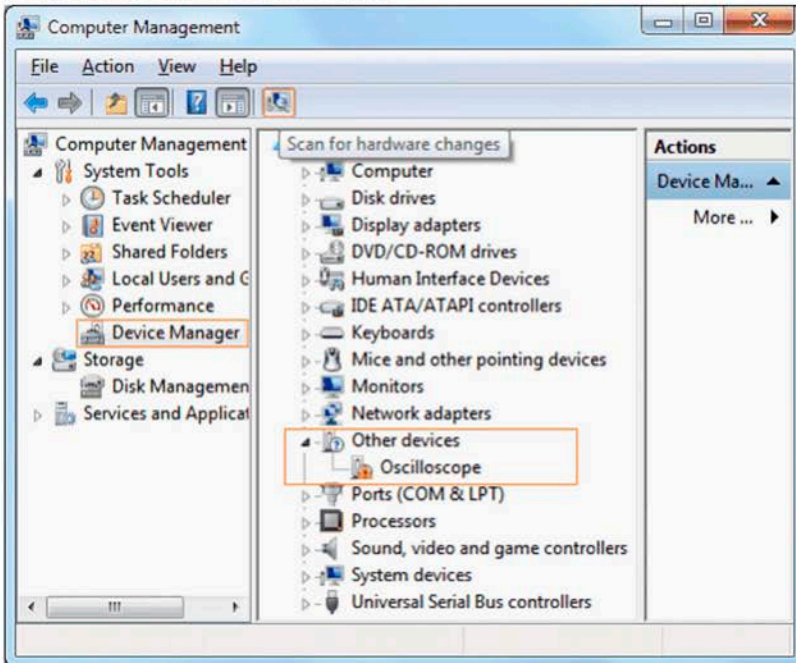 Computer Management
File Action View Help
Scan for hardware changes
Computer Management
System Tools
Task Scheduler
Event Viewer
Shared Folders
Local Users and G
Performance
Device Manager
Storage
Disk Managemen
Services and Applicat
Computer
Disk drives
Display adapters
DVD/CD-ROM drives
Human Interface Devices
IDE ATA/ATAPI controllers
Keyboards
Mice and other pointing devices
Monitors
Network adapters
Other devices
Oscilloscope
Ports (COM & LPT)
Processors
Sound, video and game controllers
System devices
Universal Serial Bus controllers
Actions
Device Ma...
More ...